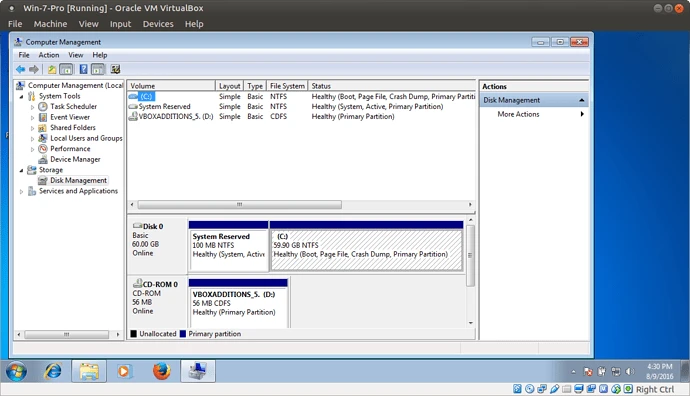 Win-7-Pro [Running] - Oracle VM VirtualBox
File Machine View Input Devices Help
Computer Management
File Action View Help
Computer Management (Local
System Tools
Task Scheduler
Event Viewer
Shared Folders
Local Users and Groups
Performance
Device Manager
Storage
Disk Management
Services and Applications
Volume Layout Type File System Status
(C:) Simple Basic NTFS Healthy (Boot, Page File, Crash Dump, Primary Partiti
System Reserved Simple Basic NTFS Healthy (System, Active, Primary Partition)
VBOXADDITIONS_5. (D:) Simple Basic CDFS Healthy (Primary Partition)
Disk 0
Basic
60.00 GB
Online
System Reserved
100 MB NTFS
Healthy (System, Active
(C:)
59.90 GB NTFS
Healthy (Boot, Page File, Crash Dump, Primary Partition)
CD-ROM 0
CD-ROM
56 MB
Online
VBOXADDITIONS_5. (D:)
56 MB CDFS
Healthy (Primary Partition)
Unallocated Primary partition
Actions
Disk Management
More Actions
4:30 PM
8/9/2016
Right Ctrl